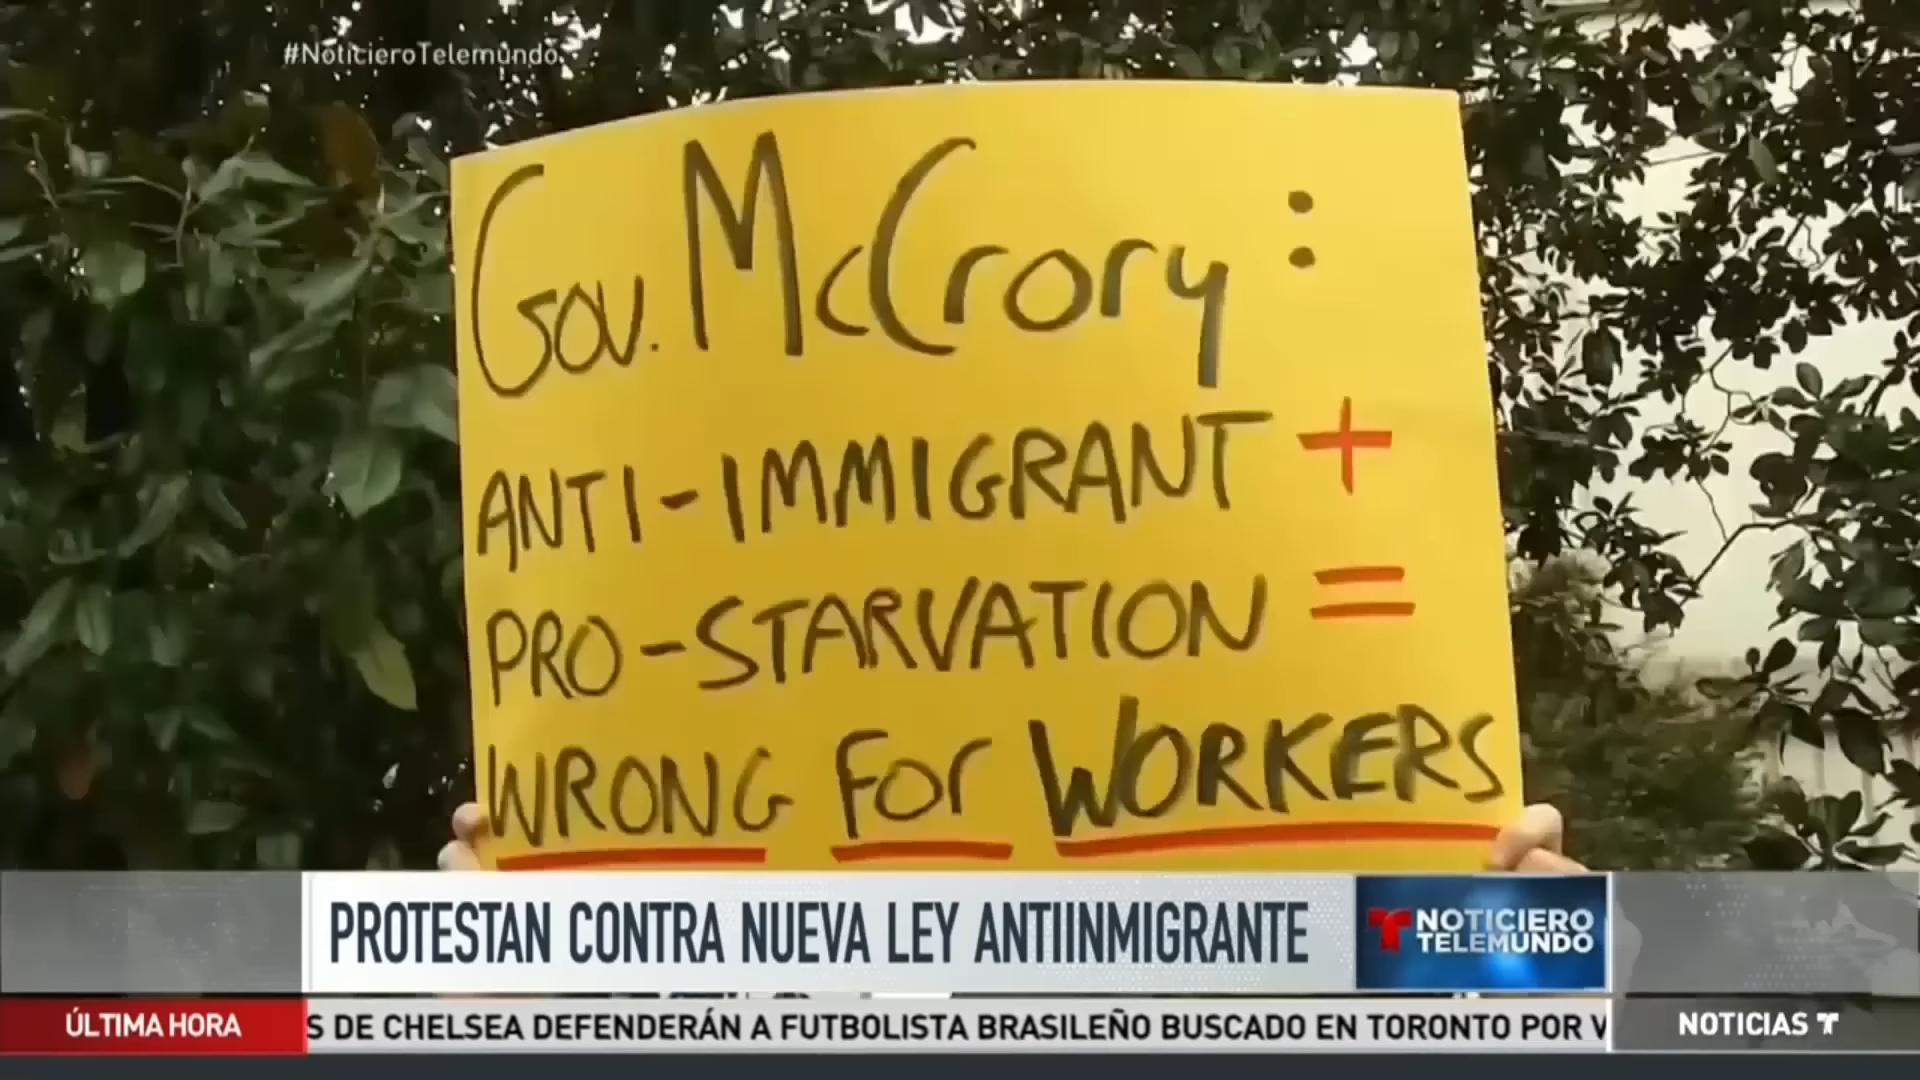 #NoticieroTelemundo
Gov. McCrory :
ANTI-IMMIGRANT +
PRO-STARVATION =
WRONG For WORKERS
PROTESTAN CONTRA NUEVA LEY ANTIINMIGRANTE
NOTICIERO
TELEMUNDO
ÚLTIMA HORA
S DE CHELSEA DEFENDERÁN A FUTBOLISTA BRASILEÑO BUSCADO EN TORONTO POR V
NOTICIAS